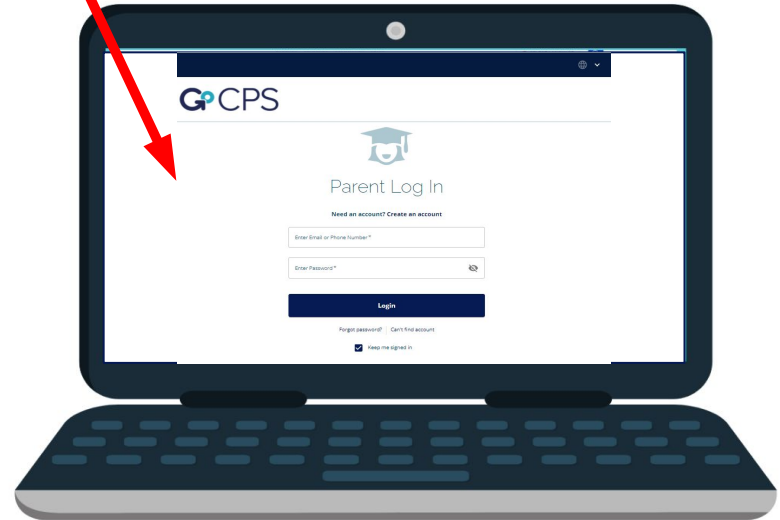 GoCPS
Parent Log In
Need an account? Create an account
Enter Email or Phone Number*
Enter Password*
Login
Forgot password? | Can't find account
Keep me signed in